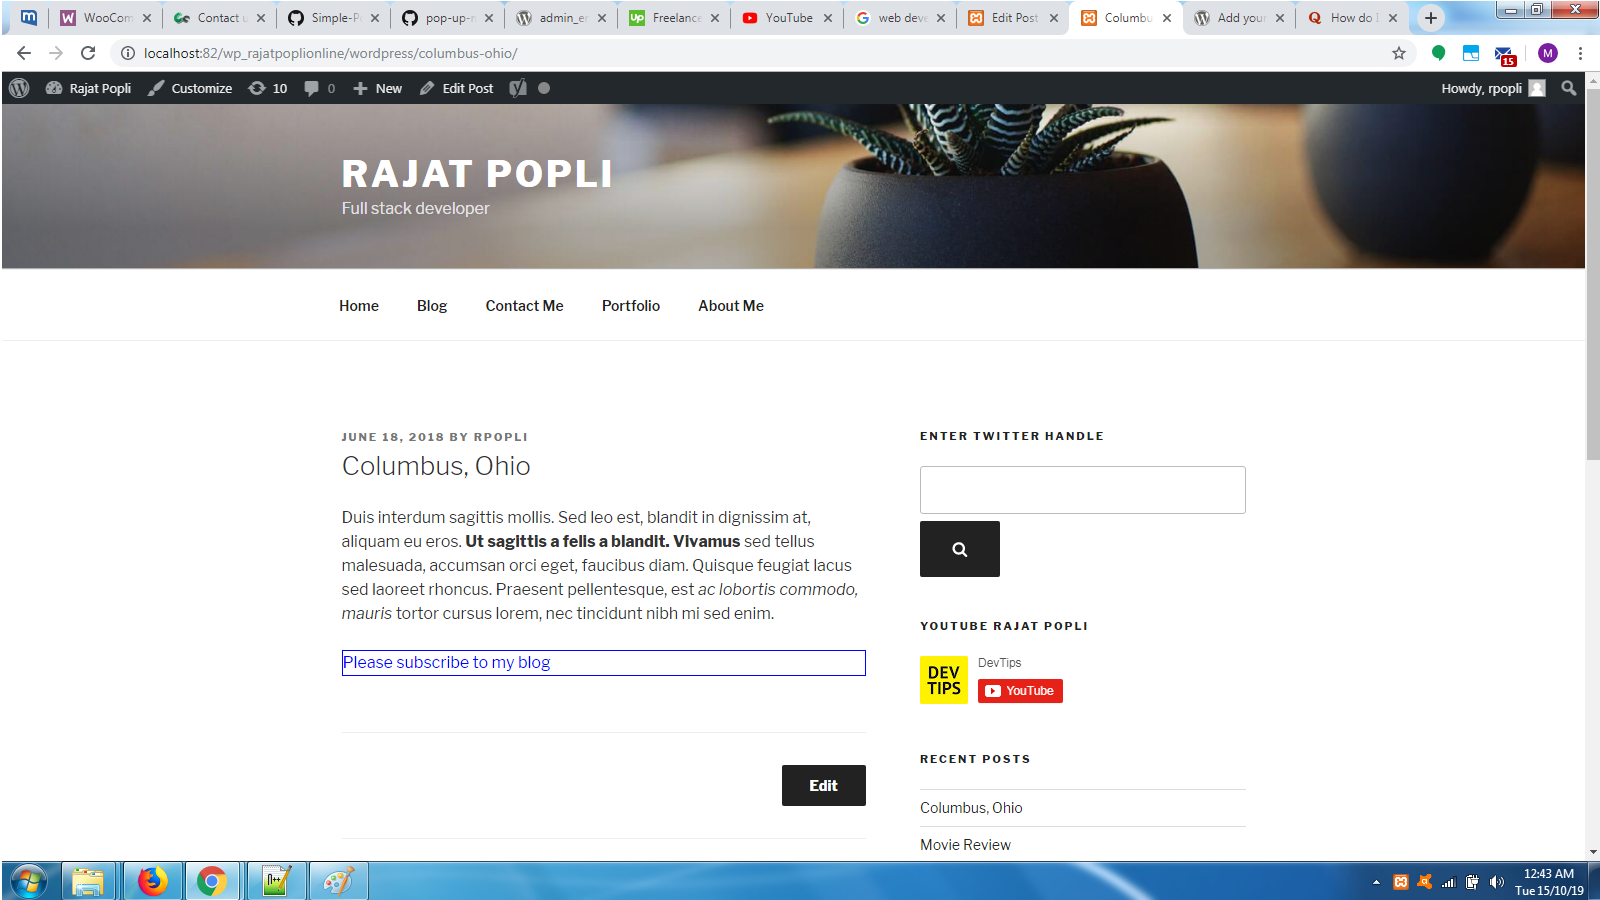 WooCom
Contact u
Simple-P
pop-up-n
admin_er
Freelance
YouTube
web deve
Edit Post
Columbu
Add your
How do I
localhost:82/wp_rajatpoplionline/wordpress/columbus-ohio/
15
M
Rajat Popli
Customize
10
0
New
Edit Post
Howdy, rpopli
RAJAT POPLI
Full stack developer
Home
Blog
Contact Me
Portfolio
About Me
JUNE 18, 2018 BY RPOPLI
Columbus, Ohio
Duis interdum sagittis mollis. Sed leo est, blandit in dignissim at,
aliquam eu eros. Ut sagittis a felis a blandit. Vivamus sed tellus
malesuada, accumsan orci eget, faucibus diam. Quisque feugiat lacus
sed laoreet rhoncus. Praesent pellentesque, est ac lobortis commodo,
mauris tortor cursus lorem, nec tincidunt nibh mi sed enim.
Please subscribe to my blog
Edit
ENTER TWITTER HANDLE
YOUTUBE RAJAT POPLI
DEV
TIPS
DevTips
YouTube
RECENT POSTS
Columbus, Ohio
Movie Review
12:43 AM
Tue 15/10/19